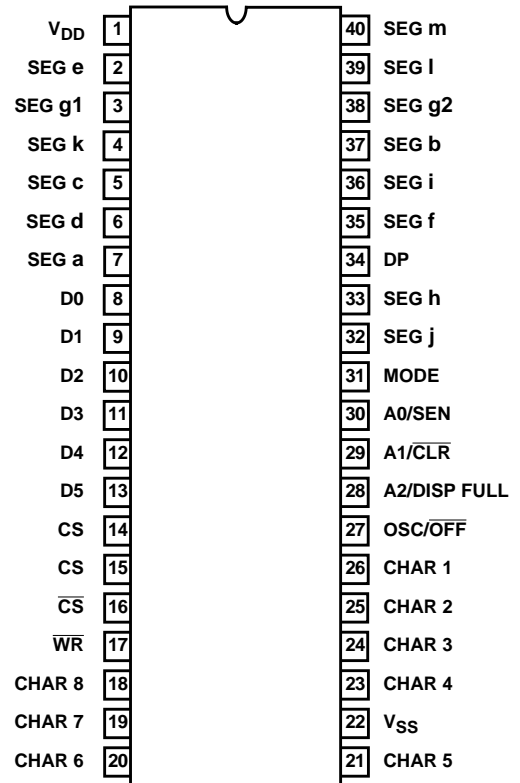 VDD 1 40 SEG m
SEG e 2 39 SEG l
SEG g1 3 38 SEG g2
SEG k 4 37 SEG b
SEG c 5 36 SEG i
SEG d 6 35 SEG f
SEG a 7 34 DP
D0 8 33 SEG h
D1 9 32 SEG j
D2 10 31 MODE
D3 11 30 A0/SEN
D4 12 29 A1/C̅L̅R̅
D5 13 28 A2/DISP FULL
CS 14 27 OSC/O̅F̅F̅
CS 15 26 CHAR 1
C̅S̅ 16 25 CHAR 2
W̅R̅ 17 24 CHAR 3
CHAR 8 18 23 CHAR 4
CHAR 7 19 22 VSS
CHAR 6 20 21 CHAR 5